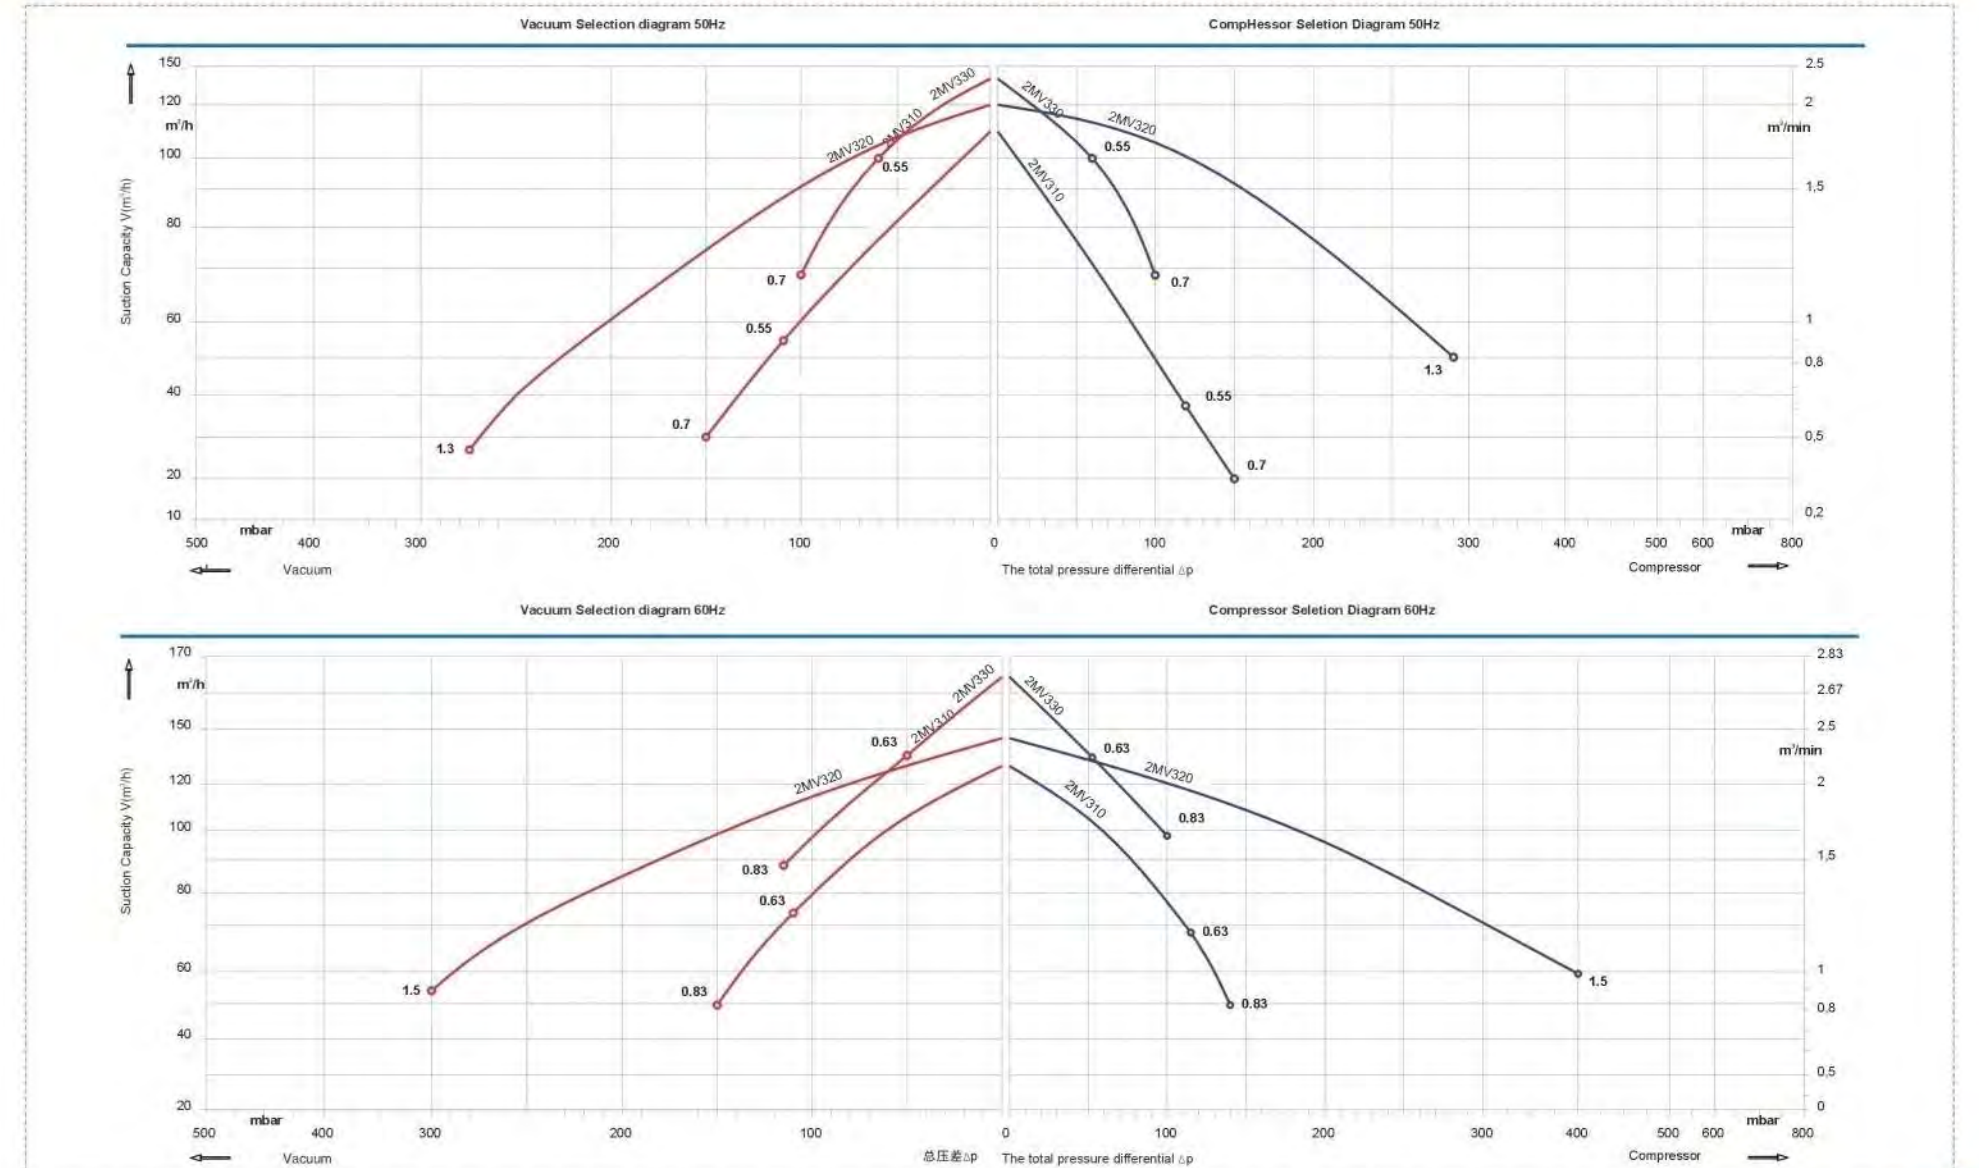 Vacuum Selection diagram 50Hz
CompHessor Seletion Diagram 50Hz
150
120
m³/h
100
80
60
40
20
10
Suction Capacity V(m³/h)
2MV330
2MV310
2MV320
0.55
0.7
0.55
0.7
1.3
2MV330
2MV320
2MV310
0.55
0.7
1.3
0.55
0.7
2.5
2
m³/min
1,5
1
0,8
0,5
0,2
mbar
mbar
500 400 300 200 100 0 100 200 300 400 500 600 800
Vacuum
The total pressure differential △p
Compressor
Vacuum Selection diagram 60Hz
Compressor Seletion Diagram 60Hz
170
m³/h
150
120
100
80
60
40
20
Suction Capacity V(m³/h)
2MV330
2MV310
0.63
2MV320
0.83
0.63
1.5
0.83
2MV330
0.63
2MV320
2MV310
0.83
0.63
1.5
0.83
2.83
2.67
2.5
m³/min
2
1,5
1
0.8
0,5
0
mbar
mbar
500 400 300 200 100 0 100 200 300 400 500 600 800
Vacuum
总压差△p The total pressure differential △p
Compressor